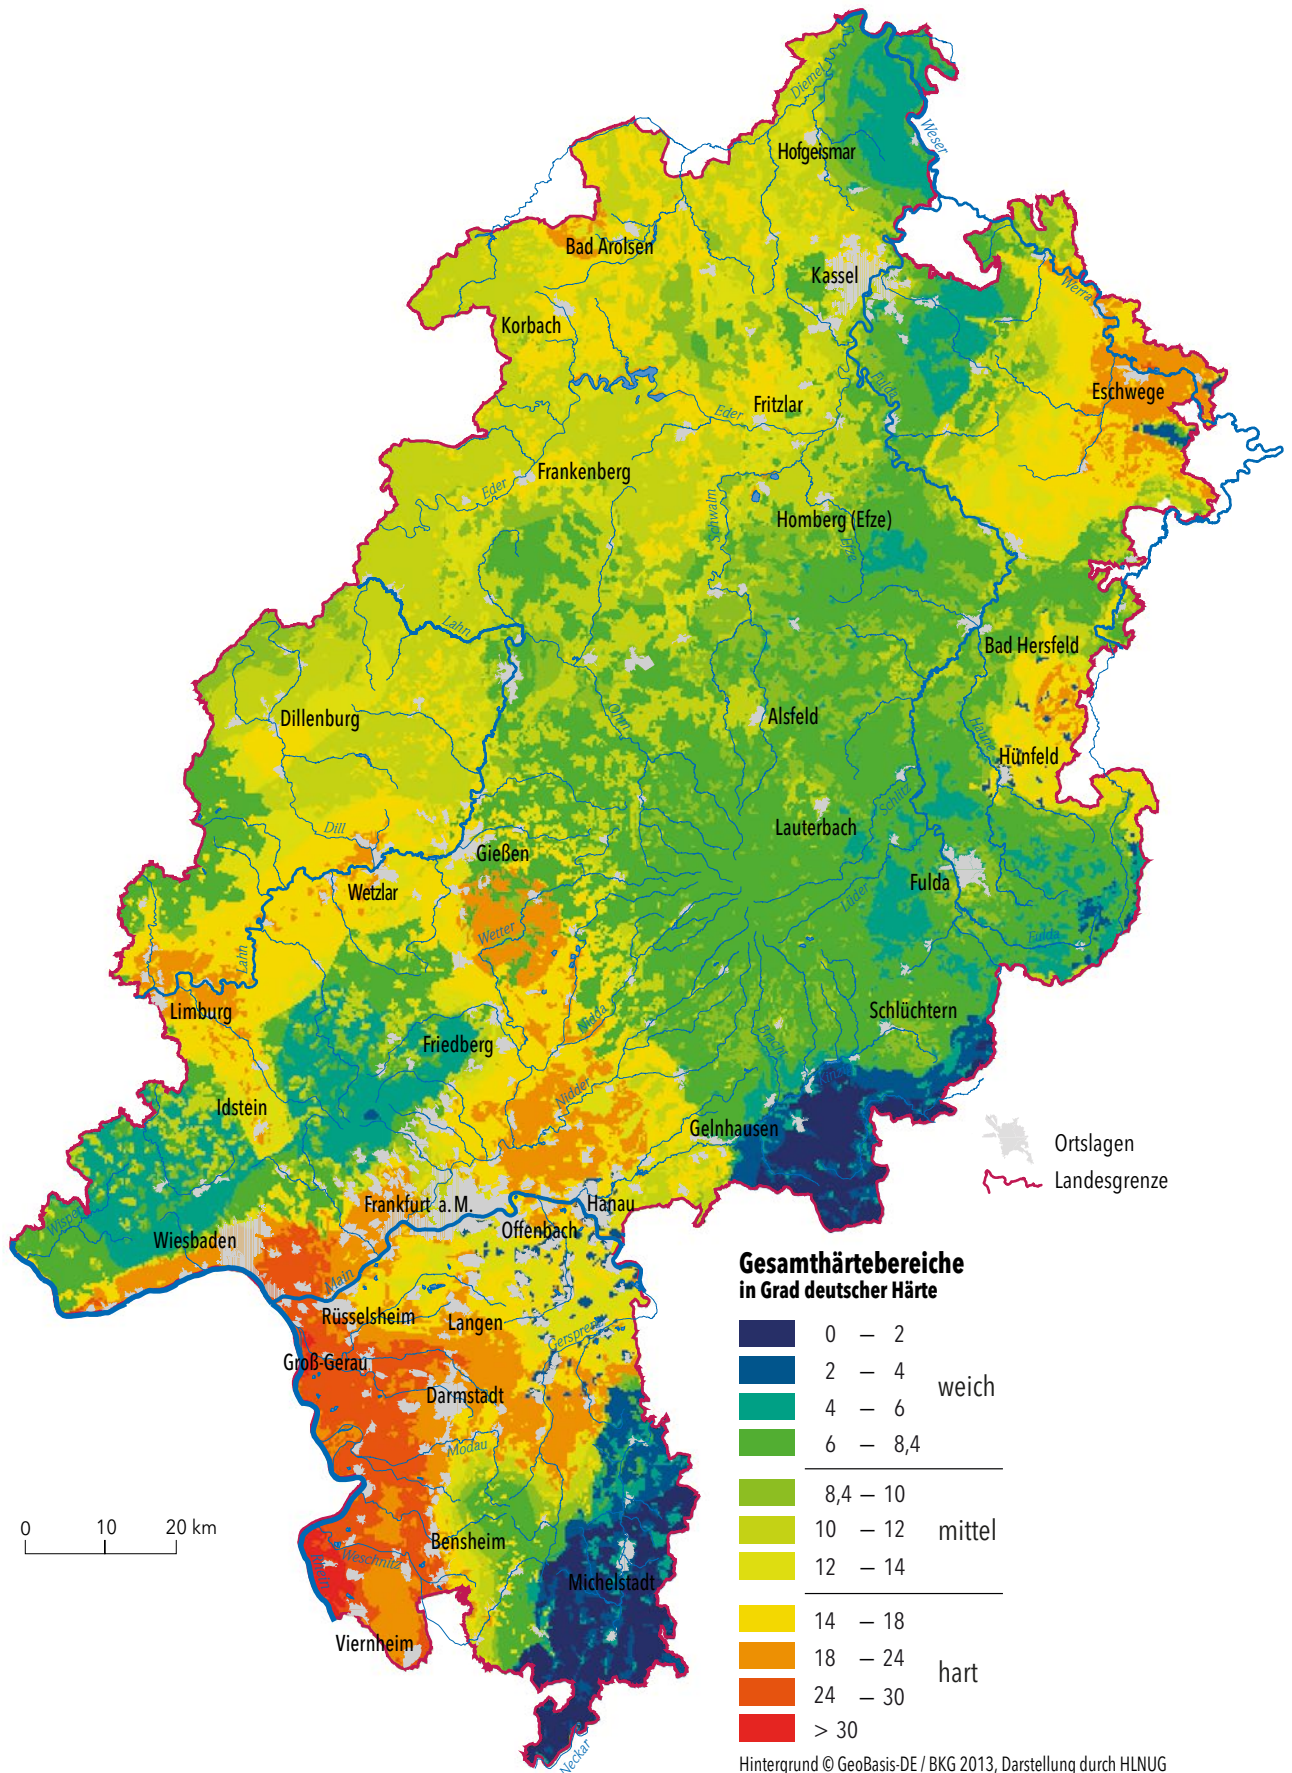 Diemel
Weser
Hofgeismar
Bad Arolsen
Kassel
Werra
Korbach
Eschwege
Fulda
Fritzlar
Eder
Frankenberg
Eder
Schwalm
Homberg (Efze)
Efze
Lahn
Bad Hersfeld
Dillenburg
Ohm
Alsfeld
Haune
Hünfeld
Schlitz
Lauterbach
Dill
Gießen
Wetzlar
Fulda
Lüder
Wetter
Fulda
Lahn
Limburg
Schlüchtern
Nidda
Friedberg
Bracht
Nidder
Idstein
Gelnhausen
Ortslagen
Landesgrenze
Wisper
Frankfurt a. M.
Hanau
Offenbach
Wiesbaden
Main
Rüsselsheim
Langen
Gersprenz
Groß-Gerau
Darmstadt
Modau
Bensheim
Weschnitz
Rhein
Michelstadt
Viernheim
Neckar
0 10 20 km
Gesamthärtebereiche
in Grad deutscher Härte
0 – 2
2 – 4
weich
4 – 6
6 – 8,4
8,4 – 10
10 – 12
mittel
12 – 14
14 – 18
18 – 24
hart
24 – 30
> 30
Hintergrund © GeoBasis-DE / BKG 2013, Darstellung durch HLNUG